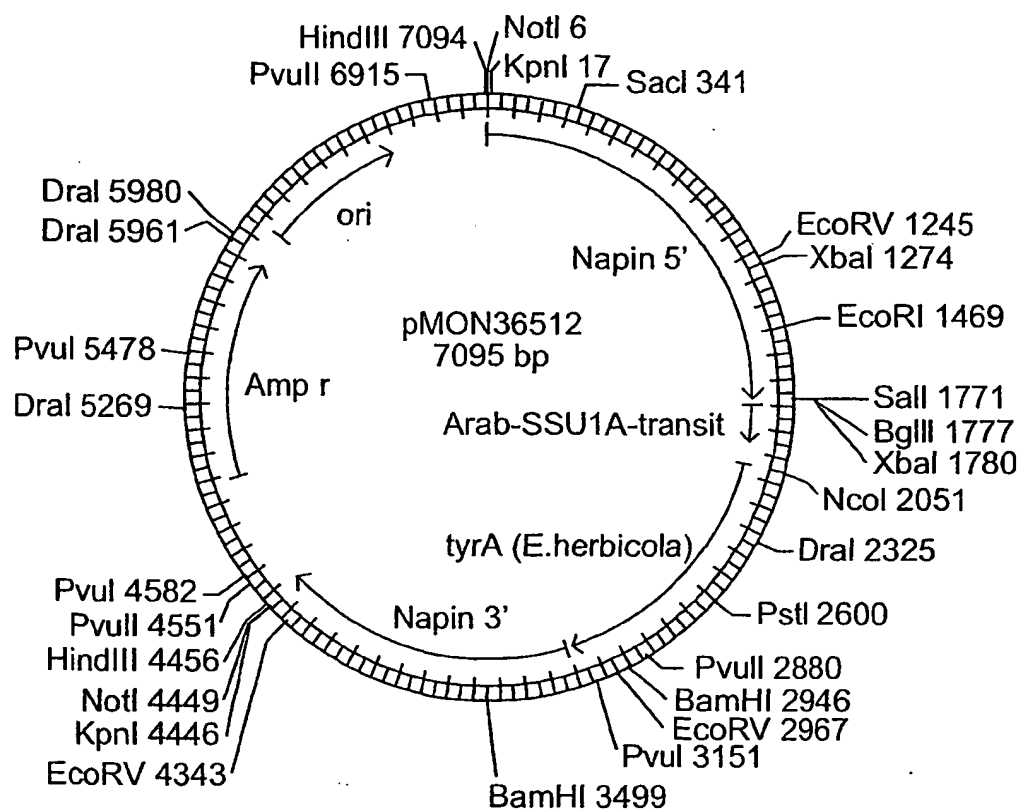 HindIII 7094
NotI 6
KpnI 17
PvuII 6915
SacI 341
DraI 5980
DraI 5961
ori
EcoRV 1245
XbaI 1274
Napin 5’
EcoRI 1469
pMON36512
7095 bp
PvuI 5478
DraI 5269
Amp r
SalI 1771
BglII 1777
XbaI 1780
Arab-SSU1A-transit
NcoI 2051
tyrA (E.herbicola)
DraI 2325
PstI 2600
PvuI 4582
PvuII 4551
HindIII 4456
NotI 4449
KpnI 4446
EcoRV 4343
Napin 3’
PvuII 2880
BamHI 2946
EcoRV 2967
PvuI 3151
BamHI 3499